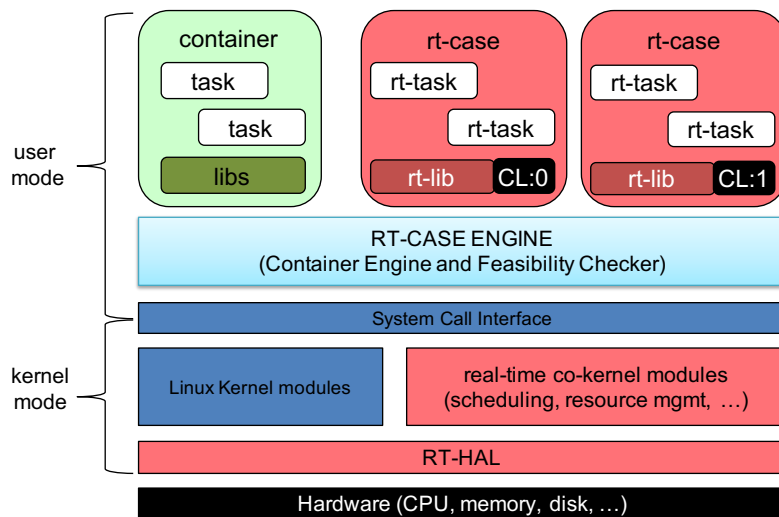 container
task
task
libs
rt-case
rt-task
rt-task
rt-lib
CL:0
rt-case
rt-task
rt-task
rt-lib
CL:1
user
mode
RT-CASE ENGINE
(Container Engine and Feasibility Checker)
System Call Interface
kernel
mode
Linux Kernel modules
real-time co-kernel modules
(scheduling, resource mgmt, …)
RT-HAL
Hardware (CPU, memory, disk, …)